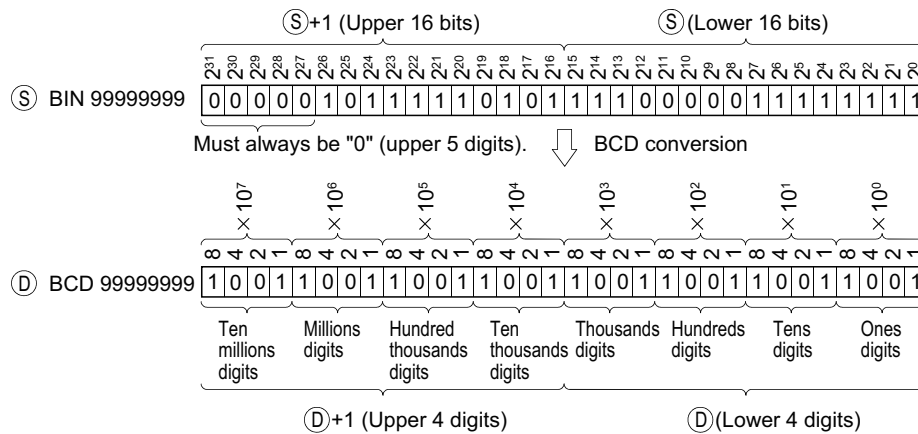 Ⓢ+1 (Upper 16 bits) Ⓢ (Lower 16 bits)
2³¹ 2³⁰ 2²⁹ 2²⁸ 2²⁷ 2²⁶ 2²⁵ 2²⁴ 2²³ 2²² 2²¹ 2²⁰ 2¹⁹ 2¹⁸ 2¹⁷ 2¹⁶ 2¹⁵ 2¹⁴ 2¹³ 2¹² 2¹¹ 2¹⁰ 2⁹ 2⁸ 2⁷ 2⁶ 2⁵ 2⁴ 2³ 2² 2¹ 2⁰
Ⓢ BIN 99999999 0 0 0 0 0 1 0 1 1 1 1 1 0 1 0 1 1 1 1 0 0 0 0 0 1 1 1 1 1 1 1 1
Must always be "0" (upper 5 digits). BCD conversion
×10⁷ ×10⁶ ×10⁵ ×10⁴ ×10³ ×10² ×10¹ ×10⁰
8 4 2 1 8 4 2 1 8 4 2 1 8 4 2 1 8 4 2 1 8 4 2 1 8 4 2 1 8 4 2 1
Ⓓ BCD 99999999 1 0 0 1 1 0 0 1 1 0 0 1 1 0 0 1 1 0 0 1 1 0 0 1 1 0 0 1 1 0 0 1
Ten millions digits
Millions digits
Hundred thousands digits
Ten thousands digits
Thousands digits
Hundreds digits
Tens digits
Ones digits
Ⓓ+1 (Upper 4 digits) Ⓓ (Lower 4 digits)